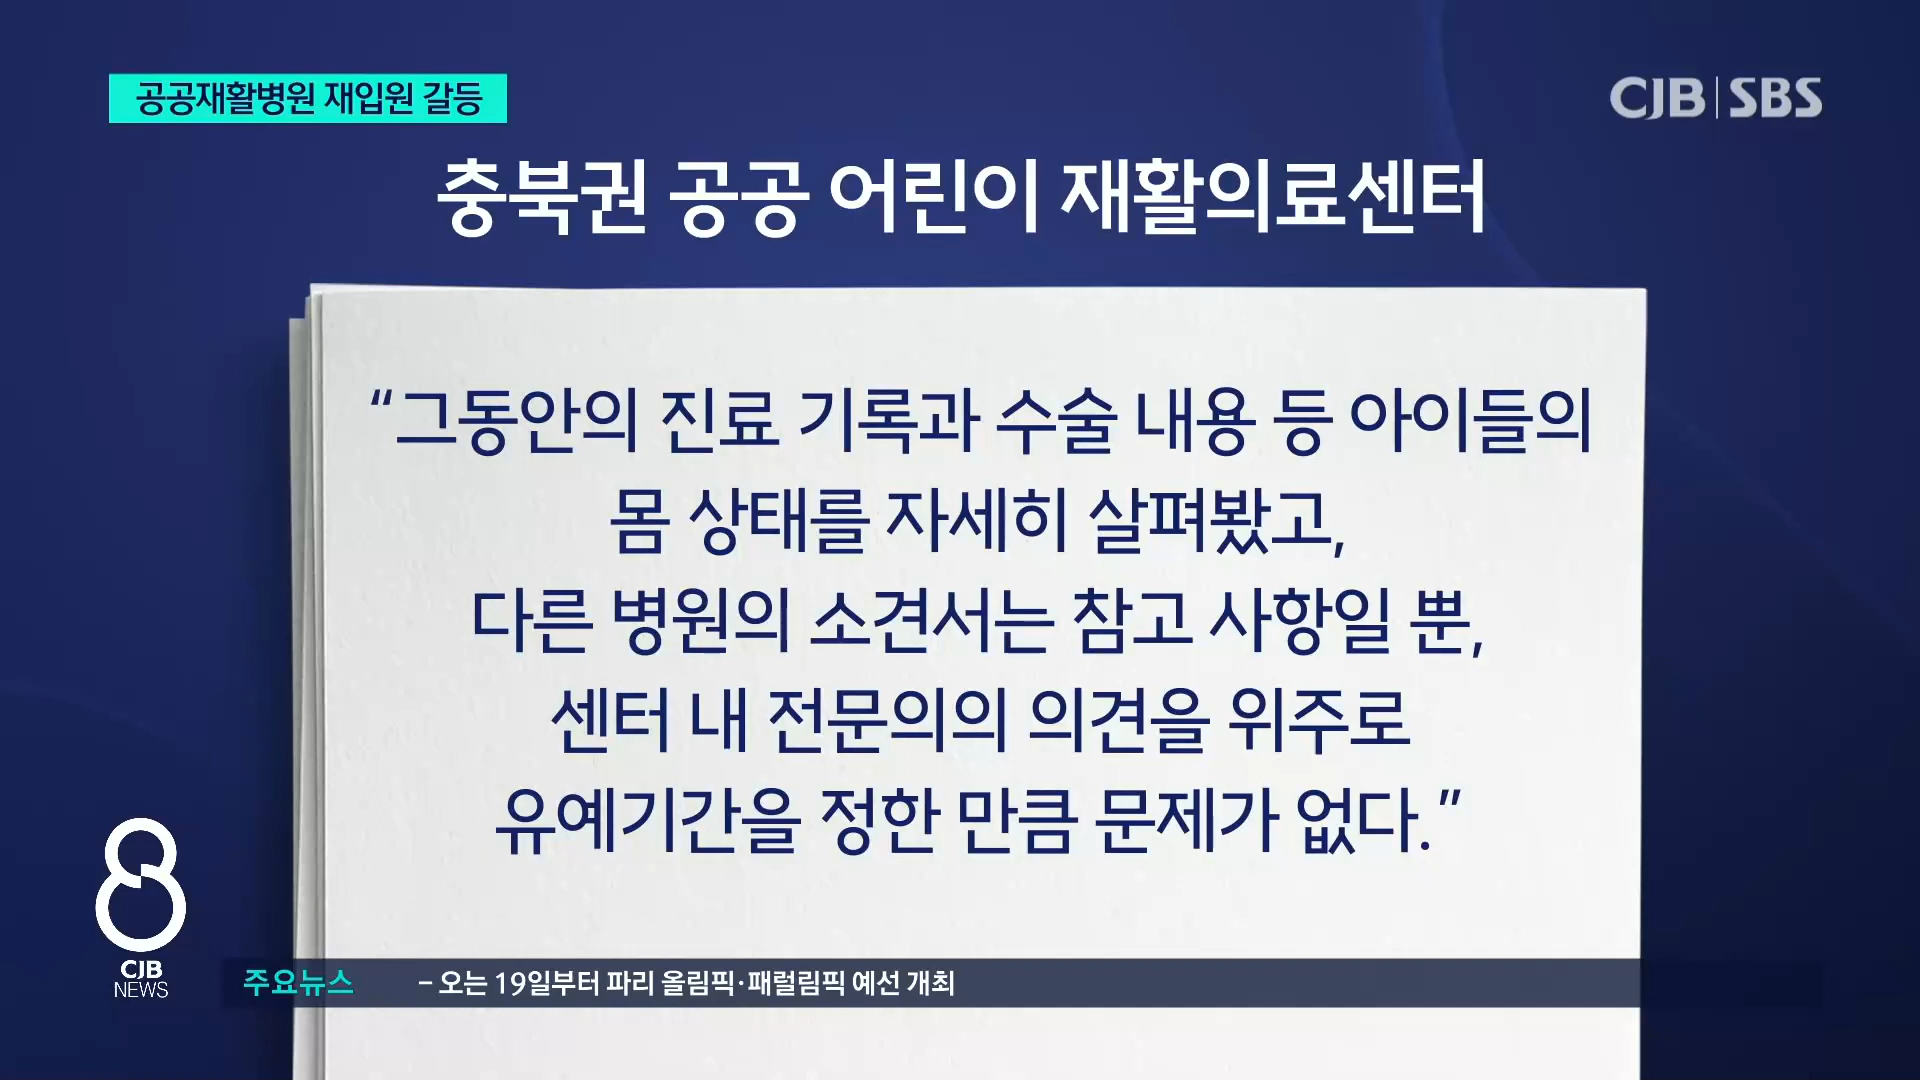 공공재활병원 재입원 갈등
CJB | SBS
충북권 공공 어린이 재활의료센터
“그동안의 진료 기록과 수술 내용 등 아이들의
몸 상태를 자세히 살펴봤고,
다른 병원의 소견서는 참고 사항일 뿐,
센터 내 전문의의 의견을 위주로
유예기간을 정한 만큼 문제가 없다.”
8
CJB
NEWS
주요뉴스 - 오는 19일부터 파리 올림픽·패럴림픽 예선 개최